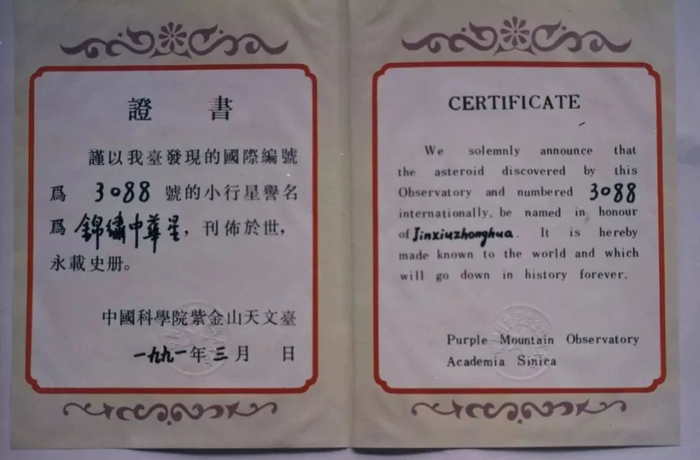 證書
謹以我臺發現的國際編號
爲 3088 號的小行星譽名
爲錦繡中華星，刊佈於世，
永載史册。
中國科學院紫金山天文臺
一九九一年三月 日
CERTIFICATE
We solemnly announce that
the asteroid discovered by this
Observatory and numbered 3088
internationally, be named in honour
of Jinxiuzhonghua. It is hereby
made known to the world and which
will go down in history forever.
Purple Mountain Observatory
Academia Sinica